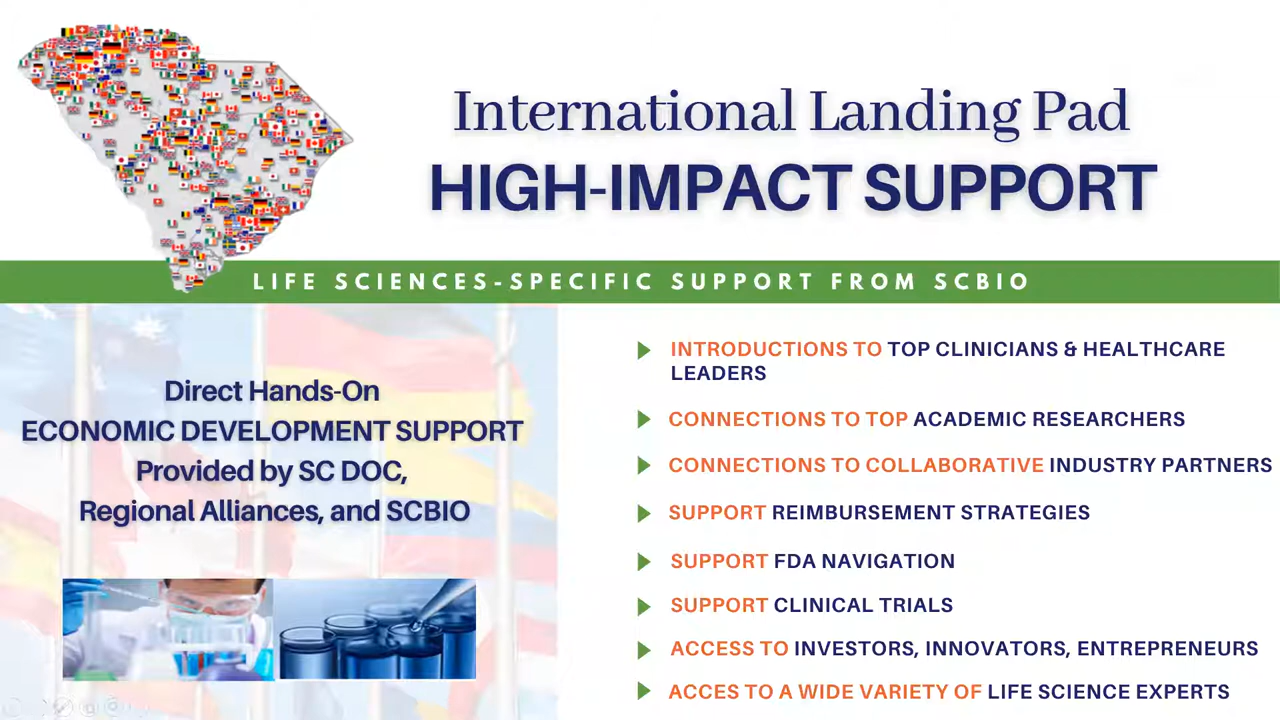 International Landing Pad
HIGH-IMPACT SUPPORT
LIFE SCIENCES-SPECIFIC SUPPORT FROM SCBIO
Direct Hands-On
ECONOMIC DEVELOPMENT SUPPORT
Provided by SC DOC,
Regional Alliances, and SCBIO
INTRODUCTIONS TO TOP CLINICIANS & HEALTHCARE
LEADERS
CONNECTIONS TO TOP ACADEMIC RESEARCHERS
CONNECTIONS TO COLLABORATIVE INDUSTRY PARTNERS
SUPPORT REIMBURSEMENT STRATEGIES
SUPPORT FDA NAVIGATION
SUPPORT CLINICAL TRIALS
ACCESS TO INVESTORS, INNOVATORS, ENTREPRENEURS
ACCES TO A WIDE VARIETY OF LIFE SCIENCE EXPERTS